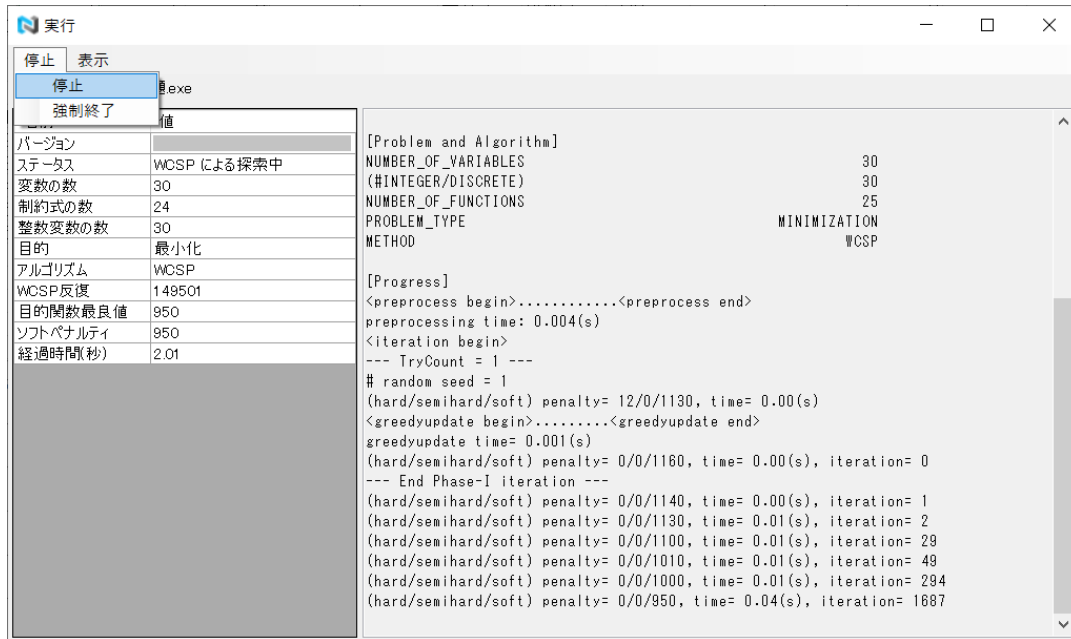 実行
停止 表示
停止
.exe
強制終了
値
バージョン
ステータス WCSP による探索中
変数の数 30
制約式の数 24
整数変数の数 30
目的 最小化
アルゴリズム WCSP
WCSP反復 149501
目的関数最良値 950
ソフトペナルティ 950
経過時間(秒) 2.01
[Problem and Algorithm]
NUMBER_OF_VARIABLES 30
(#INTEGER/DISCRETE) 30
NUMBER_OF_FUNCTIONS 25
PROBLEM_TYPE MINIMIZATION
METHOD WCSP
[Progress]
<preprocess begin>............<preprocess end>
preprocessing time: 0.004(s)
<iteration begin>
--- TryCount = 1 ---
# random seed = 1
(hard/semihard/soft) penalty= 12/0/1130, time= 0.00(s)
<greedyupdate begin>.........<greedyupdate end>
greedyupdate time= 0.001(s)
(hard/semihard/soft) penalty= 0/0/1160, time= 0.00(s), iteration= 0
--- End Phase-I iteration ---
(hard/semihard/soft) penalty= 0/0/1140, time= 0.00(s), iteration= 1
(hard/semihard/soft) penalty= 0/0/1130, time= 0.01(s), iteration= 2
(hard/semihard/soft) penalty= 0/0/1100, time= 0.01(s), iteration= 29
(hard/semihard/soft) penalty= 0/0/1010, time= 0.01(s), iteration= 49
(hard/semihard/soft) penalty= 0/0/1000, time= 0.01(s), iteration= 294
(hard/semihard/soft) penalty= 0/0/950, time= 0.04(s), iteration= 1687